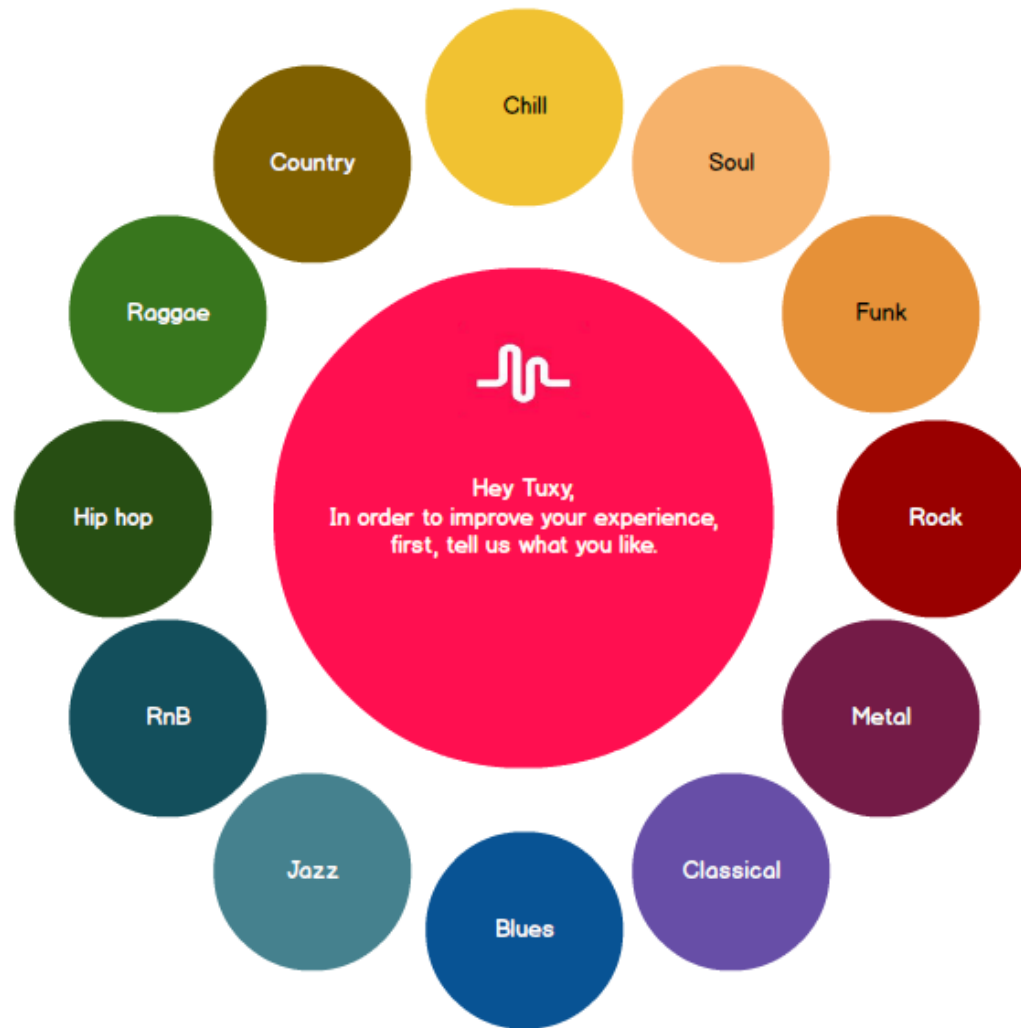 Chill
Country
Soul
Raggae
Funk
Hey Tuxy,
In order to improve your experience,
first, tell us what you like.
Hip hop
Rock
RnB
Metal
Jazz
Classical
Blues